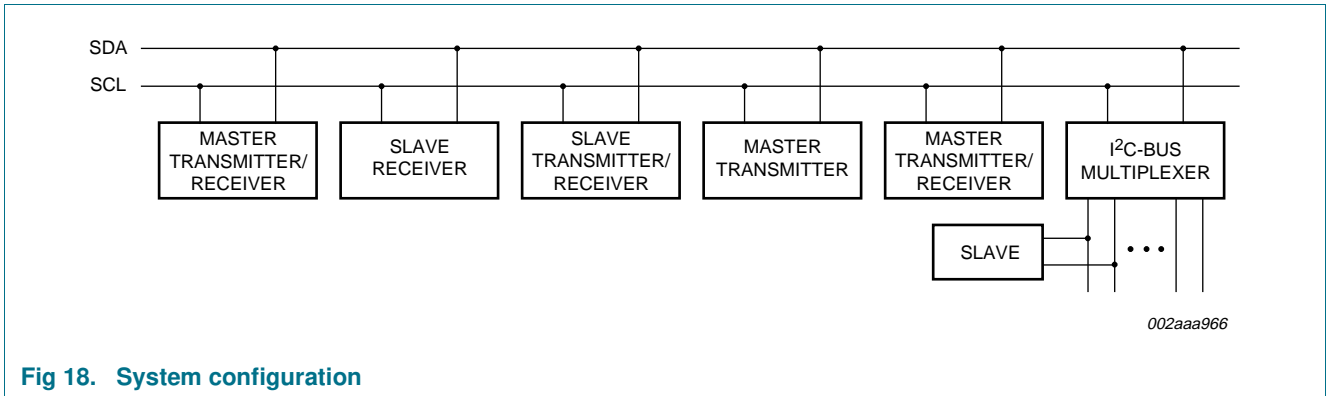 SDA
SCL
MASTER
TRANSMITTER/
RECEIVER
SLAVE
RECEIVER
SLAVE
TRANSMITTER/
RECEIVER
MASTER
TRANSMITTER
MASTER
TRANSMITTER/
RECEIVER
I²C-BUS
MULTIPLEXER
SLAVE
002aaa966
Fig 18. System configuration